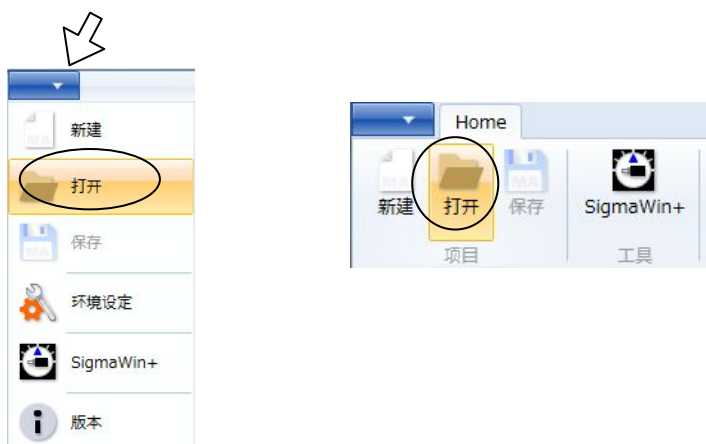 新建
打开
保存
环境设定
SigmaWin+
版本
Home
新建 打开 保存 SigmaWin+
项目 工具